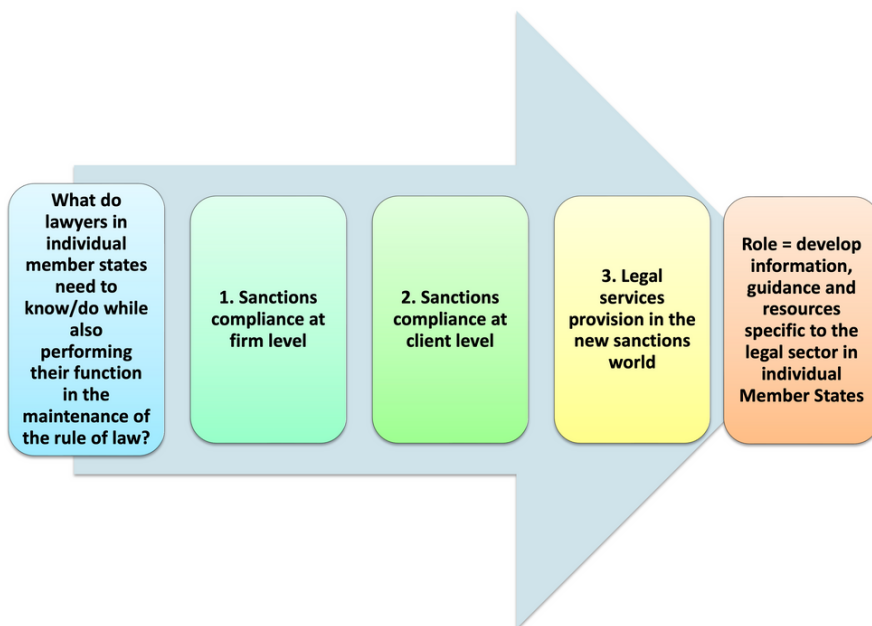 What do
lawyers in
individual
member states
need to
know/do while
also
performing
their function
in the
maintenance of
the rule of law?
1. Sanctions
compliance at
firm level
2. Sanctions
compliance at
client level
3. Legal
services
provision in the
new sanctions
world
Role = develop
information,
guidance and
resources
specific to the
legal sector in
individual
Member States